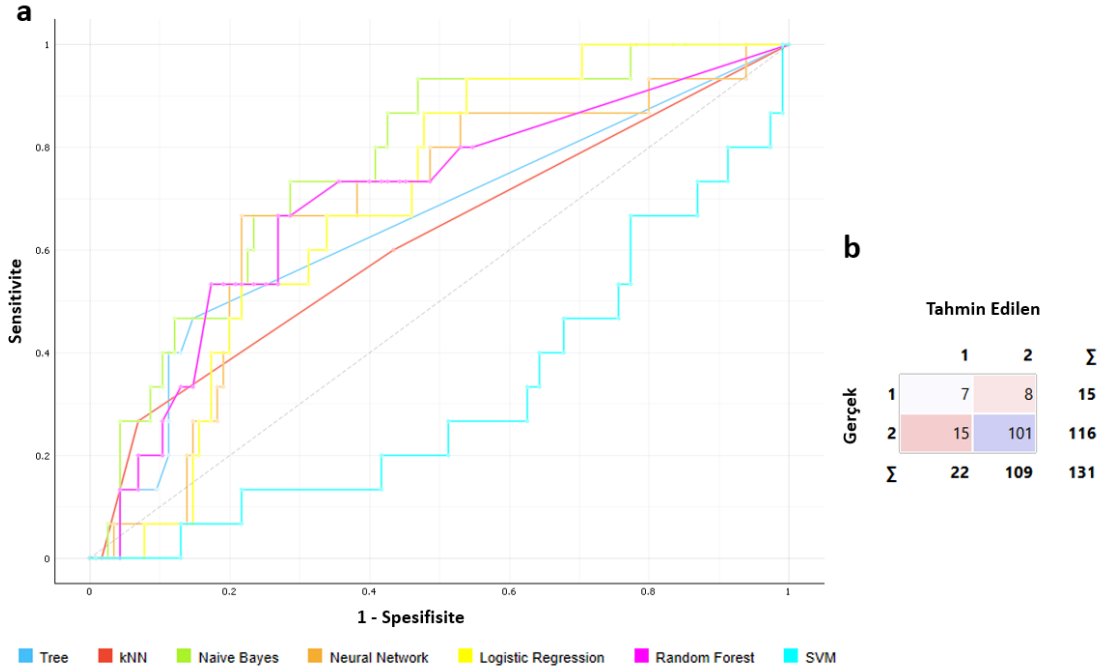 a
1
0.8
0.6
0.4
0.2
0
Sensitivite
0 0.2 0.4 0.6 0.8 1
1 - Spesifisite
Tree kNN Naive Bayes Neural Network Logistic Regression Random Forest SVM
b
Tahmin Edilen
1 2 Σ
Gerçek
1 7 8 15
2 15 101 116
Σ 22 109 131